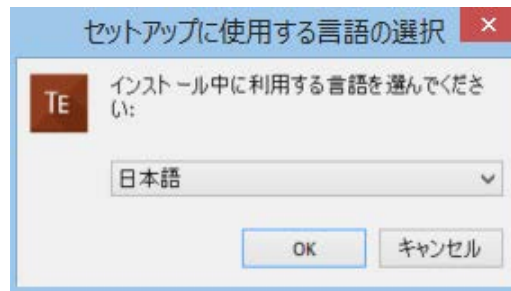 セットアップに使用する言語の選択
TE
インストール中に利用する言語を選んでくださ
い:
日本語
OK
キャンセル